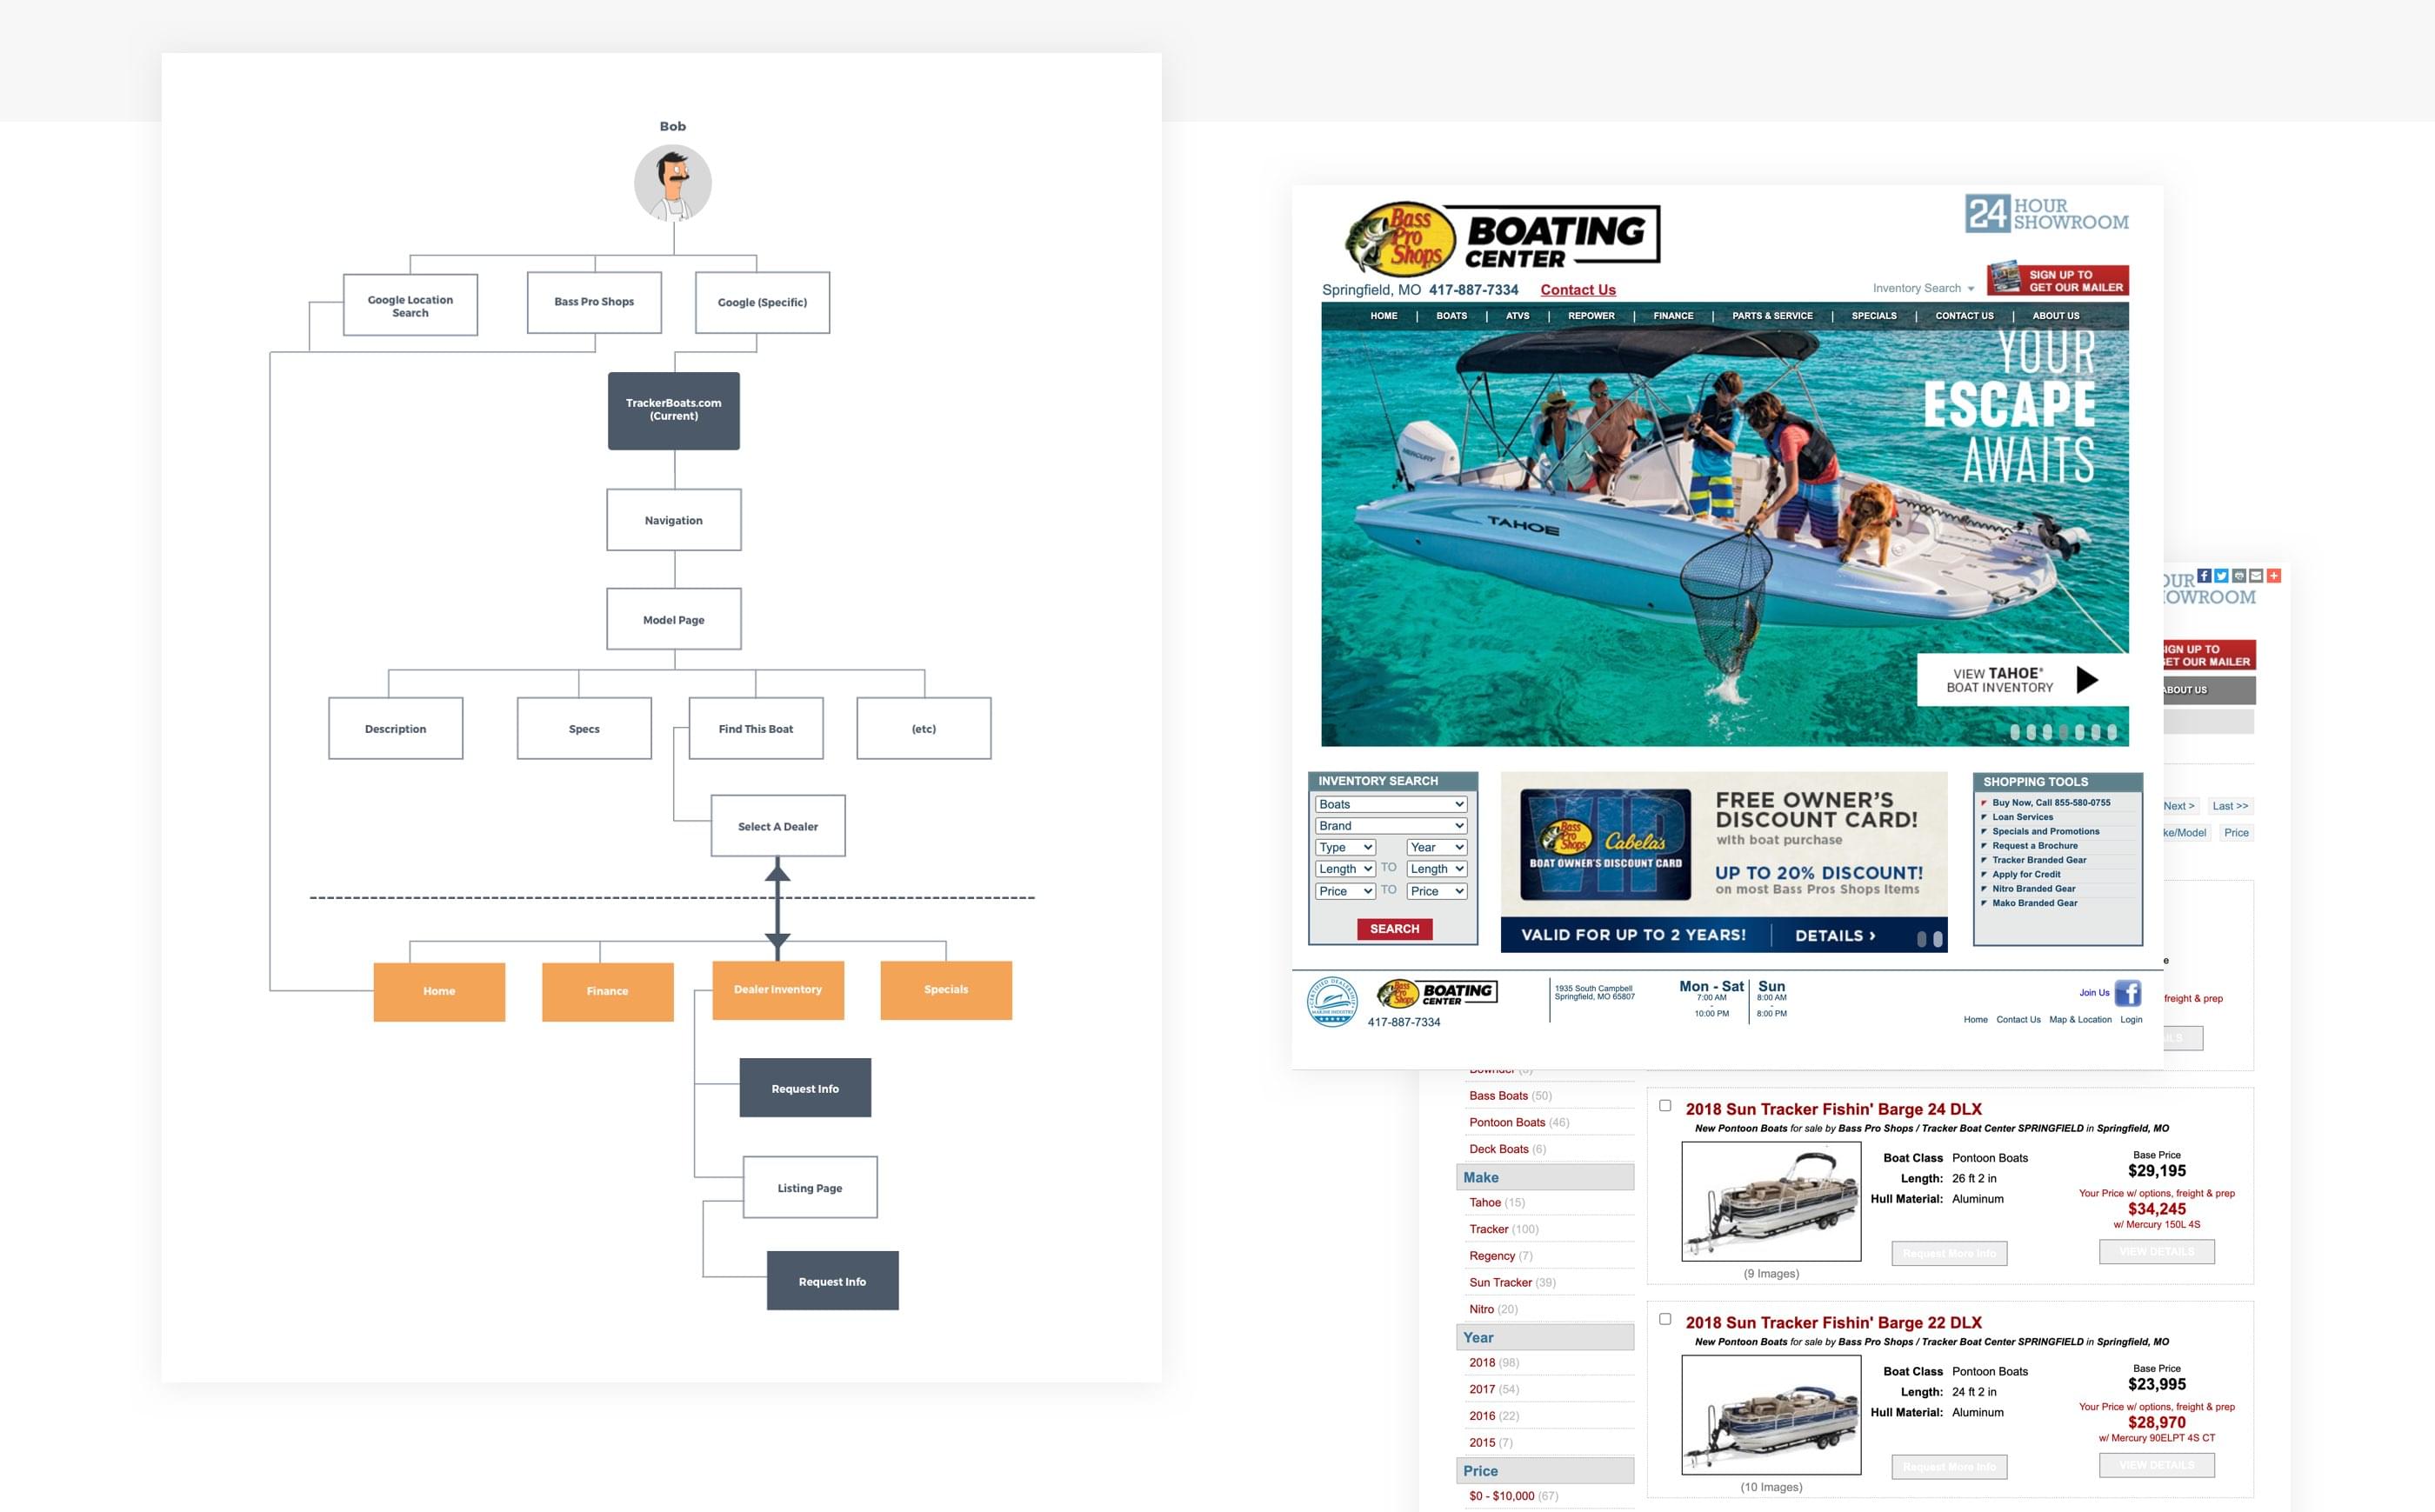 Bob
Google Location
Search
Bass Pro Shops
Google (Specific)
TrackerBoats.com
(Current)
Navigation
Model Page
Description
Specs
Find This Boat
(etc)
Select A Dealer
Home
Finance
Dealer Inventory
Specials
Request Info
Listing Page
Request Info
Bass
Pro
Shops
BOATING
CENTER
24 HOUR
SHOWROOM
Springfield, MO 417-887-7334 Contact Us
Inventory Search
SIGN UP TO
GET OUR MAILER
HOME | BOATS | ATVS | REPOWER | FINANCE | PARTS & SERVICE | SPECIALS | CONTACT US | ABOUT US
YOUR
ESCAPE
AWAITS
MERCURY
TAHOE
VIEW TAHOE®
BOAT INVENTORY
INVENTORY SEARCH
Boats
Brand
Type Year
Length TO Length
Price TO Price
SEARCH
VIP
Bass
Pro
Shops
Cabela's
BOAT OWNER'S DISCOUNT CARD
FREE OWNER'S
DISCOUNT CARD!
with boat purchase
UP TO 20% DISCOUNT!
on most Bass Pros Shops Items
VALID FOR UP TO 2 YEARS! | DETAILS ›
SHOPPING TOOLS
Buy Now, Call 855-580-0755
Loan Services
Specials and Promotions
Request a Brochure
Tracker Branded Gear
Apply for Credit
Nitro Branded Gear
Mako Branded Gear
Bass
Pro
Shops
BOATING
CENTER
417-887-7334
1935 South Campbell
Springfield, MO 65807
Mon - Sat
7:00 AM
-
10:00 PM
Sun
8:00 AM
-
8:00 PM
Join Us
Home Contact Us Map & Location Login
OUR
OWROOM
IGN UP TO
ET OUR MAILER
ABOUT US
Next > Last >>
ke/Model Price
e
freight & prep
ILS
Bass Boats (50)
Pontoon Boats (46)
Deck Boats (6)
Make
Tahoe (15)
Tracker (100)
Regency (7)
Sun Tracker (39)
Nitro (20)
Year
2018 (98)
2017 (54)
2016 (22)
2015 (7)
Price
$0 - $10,000 (67)
2018 Sun Tracker Fishin' Barge 24 DLX
New Pontoon Boats for sale by Bass Pro Shops / Tracker Boat Center SPRINGFIELD in Springfield, MO
Boat Class Pontoon Boats
Length: 26 ft 2 in
Hull Material: Aluminum
Base Price
$29,195
Your Price w/ options, freight & prep
$34,245
w/ Mercury 150L 4S
Request More Info
VIEW DETAILS
(9 Images)
2018 Sun Tracker Fishin' Barge 22 DLX
New Pontoon Boats for sale by Bass Pro Shops / Tracker Boat Center SPRINGFIELD in Springfield, MO
Boat Class Pontoon Boats
Length: 24 ft 2 in
Hull Material: Aluminum
Base Price
$23,995
Your Price w/ options, freight & prep
$28,970
w/ Mercury 90ELPT 4S CT
Request More Info
VIEW DETAILS
(10 Images)